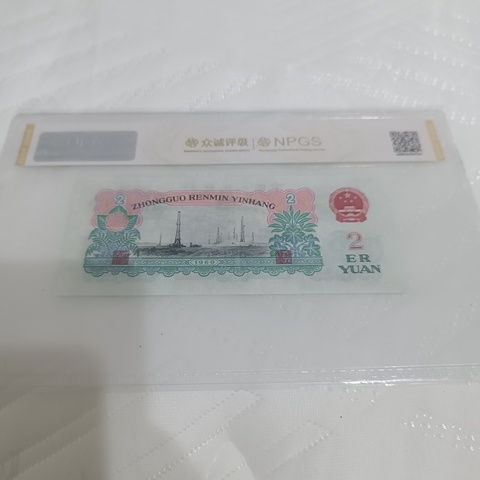 众诚评级 NPGS
2 2
ZHONGGUO RENMIN YINHANG
2
ER
YUAN
1960